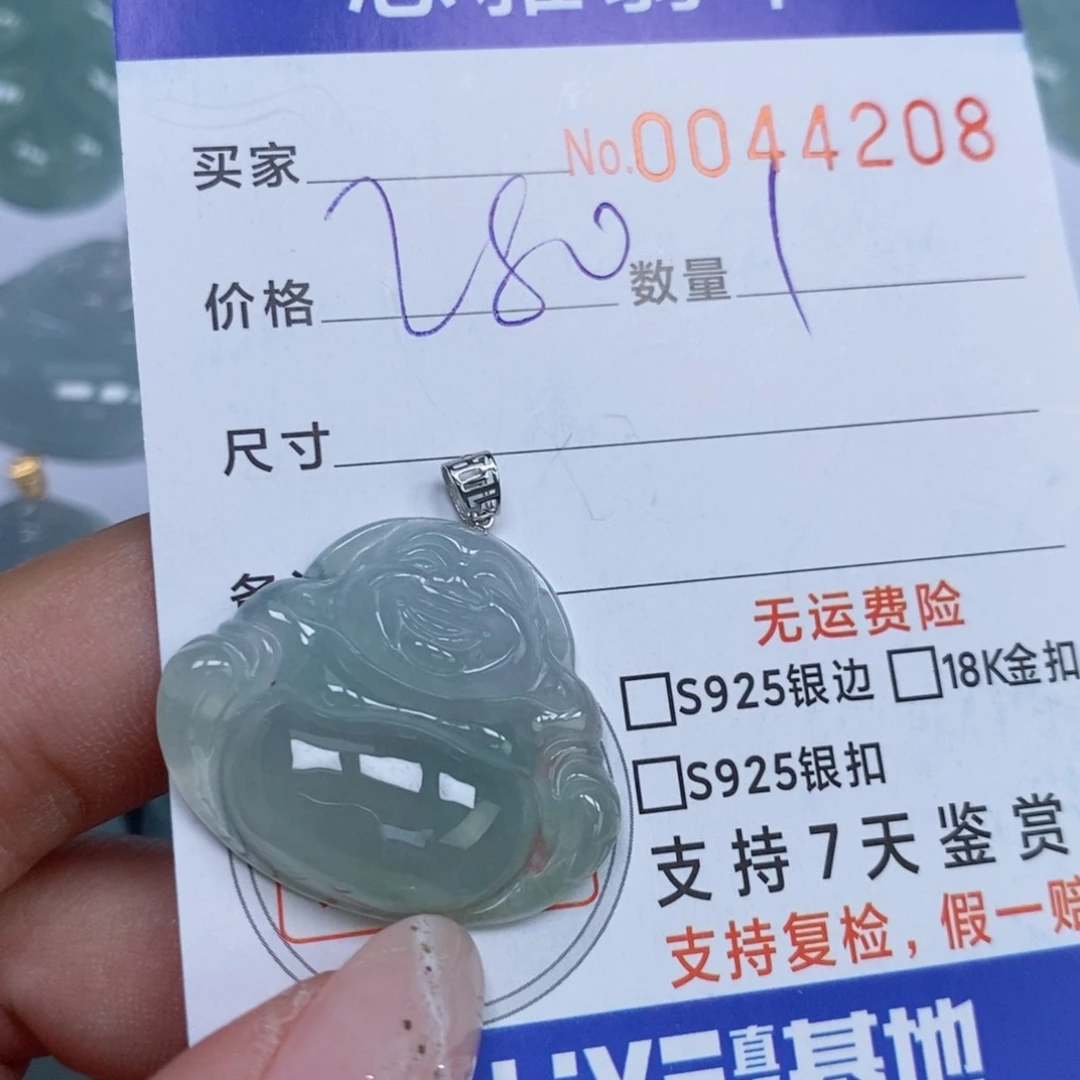 买家 No.0044208
价格 280 数量 1
尺寸
无运费险
□S925银边 □18K金扣
□S925银扣
支持7天鉴赏
支持复检，假一赔
基地